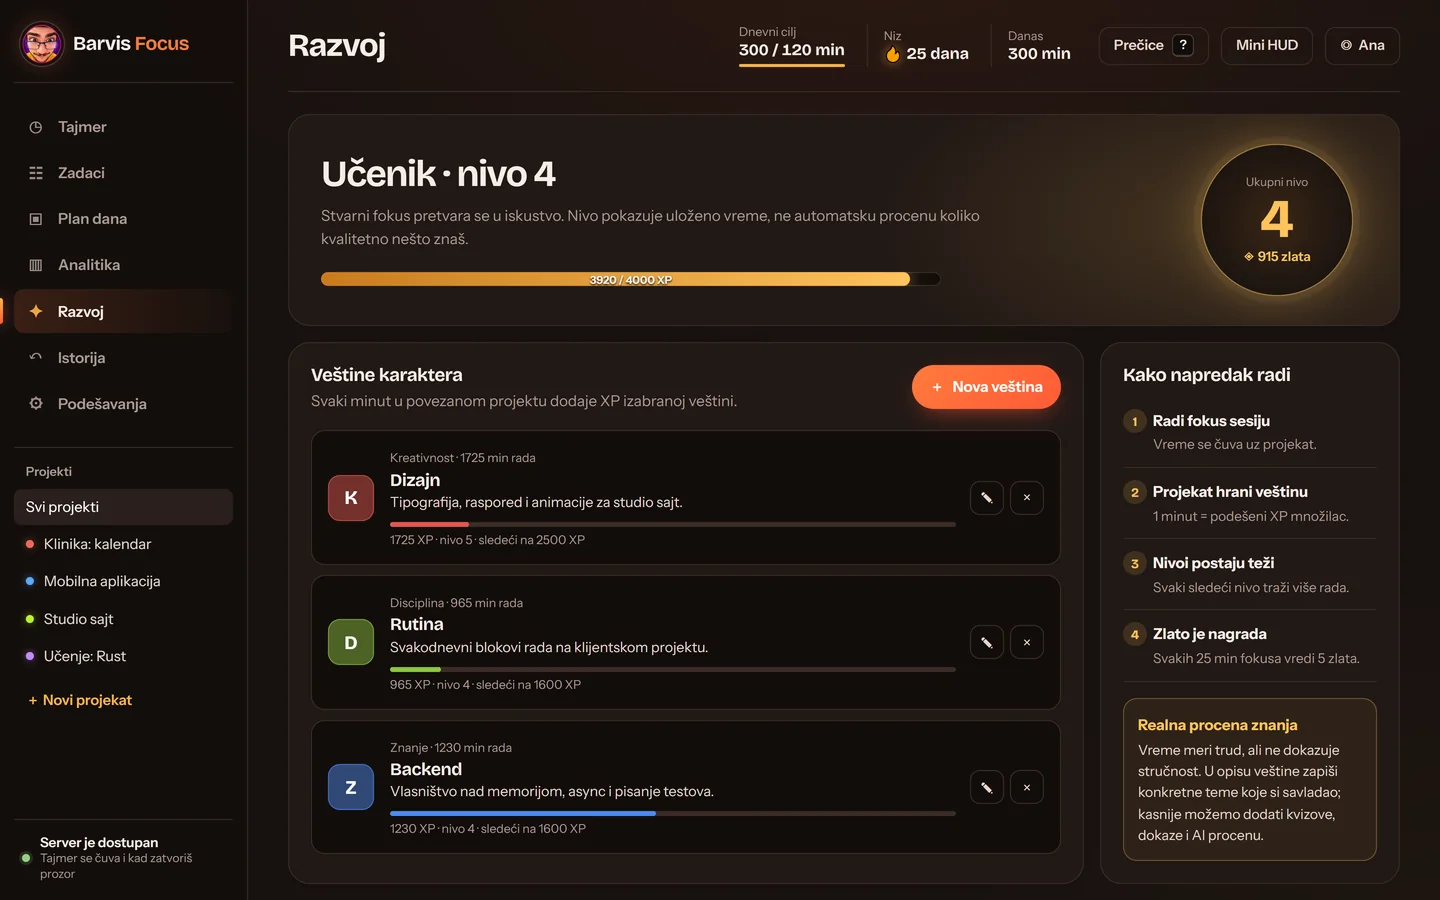 Barvis Focus
Tajmer
Zadaci
Plan dana
Analitika
Razvoj
Istorija
Podešavanja
Projekti
Svi projekti
Klinika: kalendar
Mobilna aplikacija
Studio sajt
Učenje: Rust
+ Novi projekat
Server je dostupan
Tajmer se čuva i kad zatvoriš
prozor
Razvoj
Dnevni cilj
300 / 120 min
Niz
25 dana
Danas
300 min
Prečice ?
Mini HUD
Ana
Učenik · nivo 4
Stvarni fokus pretvara se u iskustvo. Nivo pokazuje uloženo vreme, ne automatsku procenu koliko
kvalitetno nešto znaš.
3920 / 4000 XP
Ukupni nivo
4
915 zlata
Veštine karaktera
Svaki minut u povezanom projektu dodaje XP izabranoj veštini.
+ Nova veština
K
Kreativnost · 1725 min rada
Dizajn
Tipografija, raspored i animacije za studio sajt.
1725 XP · nivo 5 · sledeći na 2500 XP
D
Disciplina · 965 min rada
Rutina
Svakodnevni blokovi rada na klijentskom projektu.
965 XP · nivo 4 · sledeći na 1600 XP
Z
Znanje · 1230 min rada
Backend
Vlasništvo nad memorijom, async i pisanje testova.
1230 XP · nivo 4 · sledeći na 1600 XP
Kako napredak radi
1 Radi fokus sesiju
Vreme se čuva uz projekat.
2 Projekat hrani veštinu
1 minut = podešeni XP množilac.
3 Nivoi postaju teži
Svaki sledeći nivo traži više rada.
4 Zlato je nagrada
Svakih 25 min fokusa vredi 5 zlata.
Realna procena znanja
Vreme meri trud, ali ne dokazuje
stručnost. U opisu veštine zapiši
konkretne teme koje si savladao;
kasnije možemo dodati kvizove,
dokaze i AI procenu.